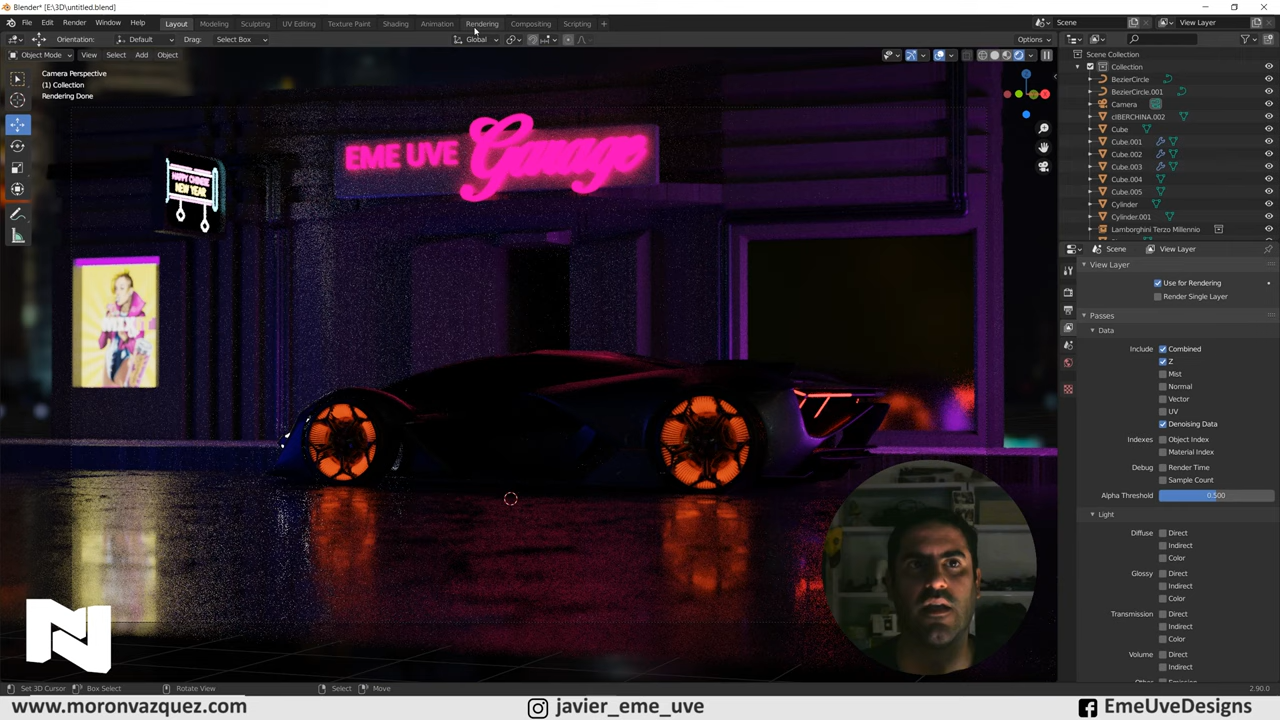 Blender* [E:\3D\untitled.blend]
File Edit Render Window Help Layout Modeling Sculpting UV Editing Texture Paint Shading Animation Rendering Compositing Scripting + Scene View Layer
Orientation: Default Drag: Select Box Global Options
Object Mode View Select Add Object
Camera Perspective
(1) Collection
Rendering Done
Scene Collection
Collection
BezierCircle
BezierCircle.001
Camera
cIBERCHINA.002
Cube
Cube.001
Cube.002
Cube.003
Cube.004
Cube.005
Cylinder
Cylinder.001
Lamborghini Terzo Millennio
EME UVE Garage
HAPPY CHINESE
NEW YEAR
Scene View Layer
View Layer
Use for Rendering
Render Single Layer
Passes
Data
Include Combined
Z
Mist
Normal
Vector
UV
Denoising Data
Indexes Object Index
Material Index
Debug Render Time
Sample Count
Alpha Threshold 0.500
Light
Diffuse Direct
Indirect
Color
Glossy Direct
Indirect
Color
Transmission Direct
Indirect
Color
Volume Direct
Indirect
N
Set 3D Cursor Box Select Rotate View Select Move 2.90.0
www.moronvazquez.com javier_eme_uve EmeUveDesigns